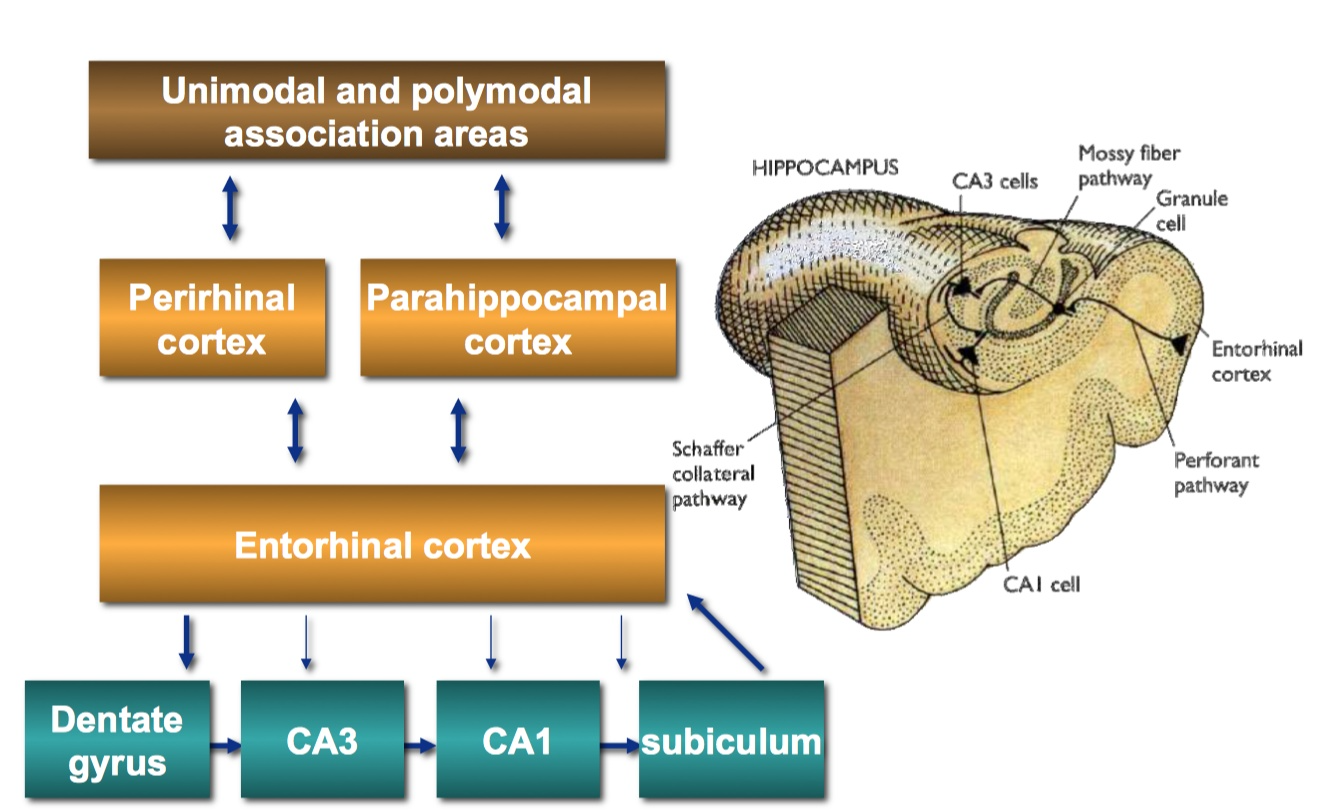 Unimodal and polymodal
association areas
Perirhinal
cortex
Parahippocampal
cortex
Entorhinal cortex
Dentate
gyrus
CA3
CA1
subiculum
HIPPOCAMPUS
CA3 cells
Mossy fiber
pathway
Granule
cell
Entorhinal
cortex
Perforant
pathway
Schaffer
collateral
pathway
CA1 cell